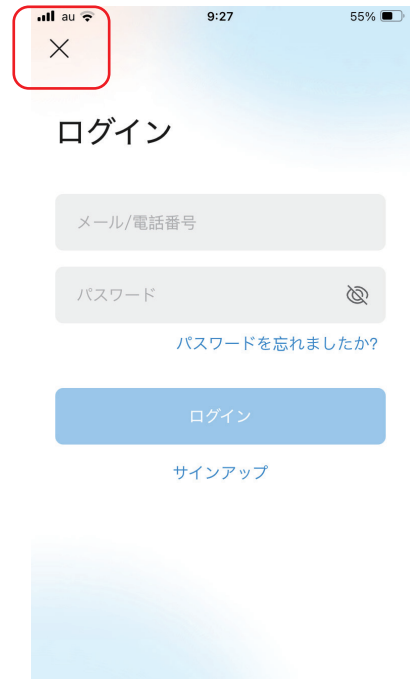 au 9:27 55%
ログイン
メール/電話番号
パスワード
パスワードを忘れましたか?
ログイン
サインアップ